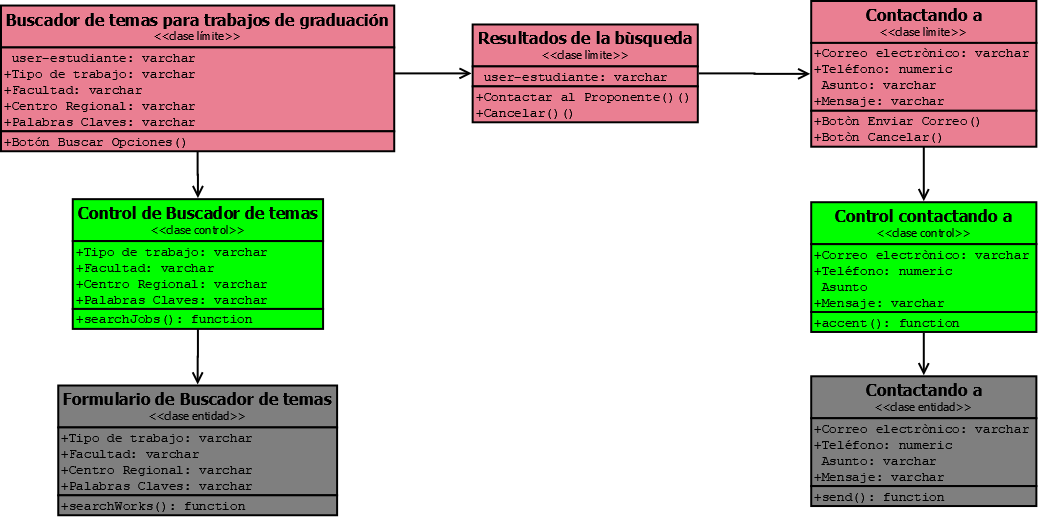 Buscador de temas para trabajos de graduación
<<clase límite>>
user-estudiante: varchar
+Tipo de trabajo: varchar
+Facultad: varchar
+Centro Regional: varchar
+Palabras Claves: varchar
+Botón Buscar Opciones()
Resultados de la bùsqueda
<<clase límite>>
user-estudiante: varchar
+Contactar al Proponente()()
+Cancelar()()
Contactando a
<<clase límite>>
+Correo electrònico: varchar
+Teléfono: numeric
Asunto: varchar
+Mensaje: varchar
+Botòn Enviar Correo()
+Botòn Cancelar()
Control de Buscador de temas
<<clase control>>
+Tipo de trabajo: varchar
+Facultad: varchar
+Centro Regional: varchar
+Palabras Claves: varchar
+searchJobs(): function
Control contactando a
<<clase control>>
+Correo electrònico: varchar
+Teléfono: numeric
Asunto
+Mensaje: varchar
+accent(): function
Formulario de Buscador de temas
<<clase entidad>>
+Tipo de trabajo: varchar
+Facultad: varchar
+Centro Regional: varchar
+Palabras Claves: varchar
+searchWorks(): function
Contactando a
<<clase entidad>>
+Correo electrònico: varchar
+Teléfono: numeric
Asunto: varchar
+Mensaje: varchar
+send(): function